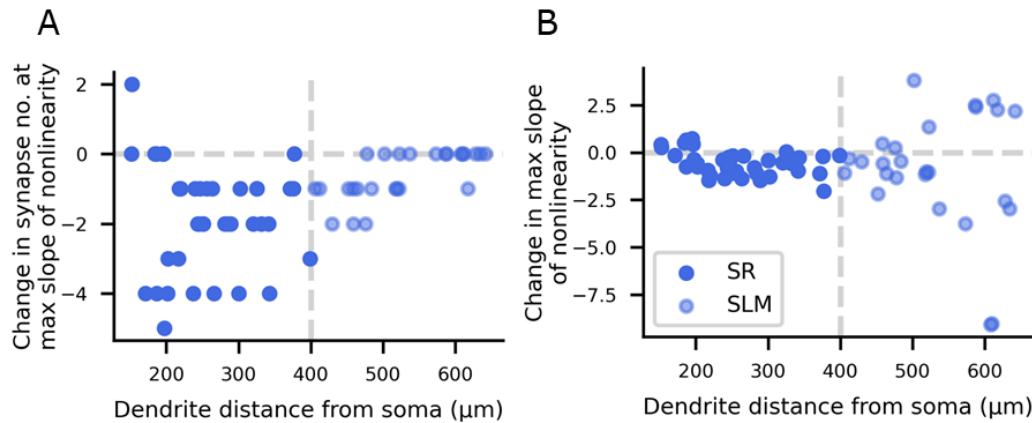 A
Change in synapse no. at
max slope of nonlinearity
2
0
−2
−4
200
300
400
500
600
Dendrite distance from soma (μm)
B
Change in max slope
of nonlinearity
2.5
0.0
−2.5
−5.0
−7.5
SR
SLM
200
300
400
500
600
Dendrite distance from soma (μm)